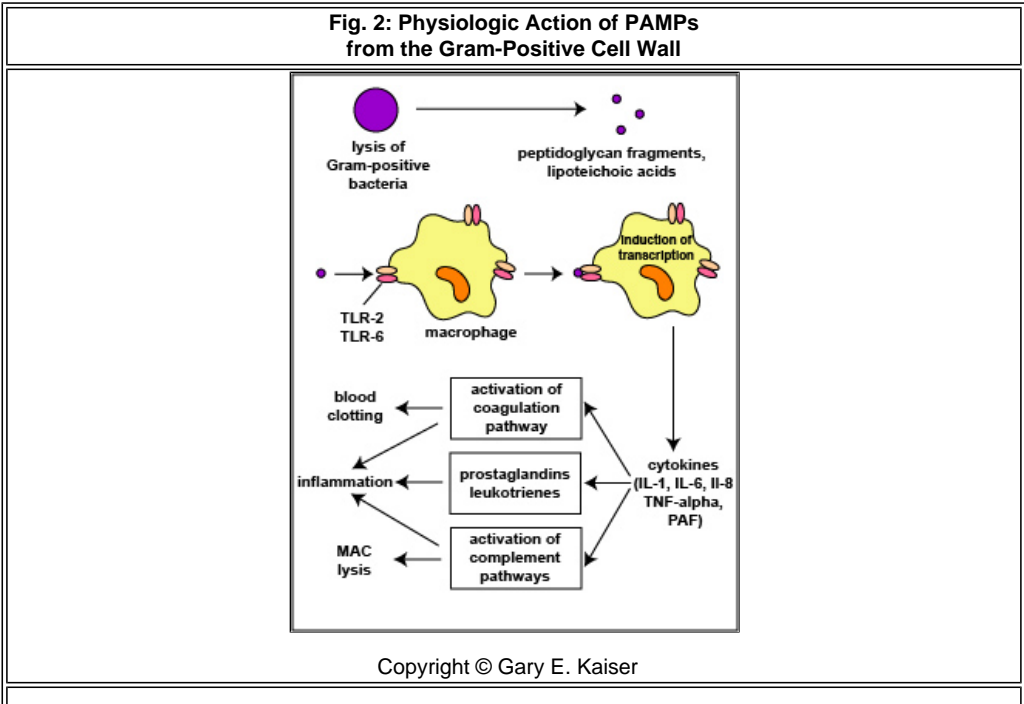 Fig. 2: Physiologic Action of PAMPs
from the Gram-Positive Cell Wall
lysis of
Gram-positive
bacteria
peptidoglycan fragments,
lipoteichoic acids
TLR-2
TLR-6
macrophage
induction of
transcription
blood
clotting
activation of
coagulation
pathway
inflammation
prostaglandins
leukotrienes
cytokines
(IL-1, IL-6, Il-8
TNF-alpha,
PAF)
MAC
lysis
activation of
complement
pathways
Copyright © Gary E. Kaiser